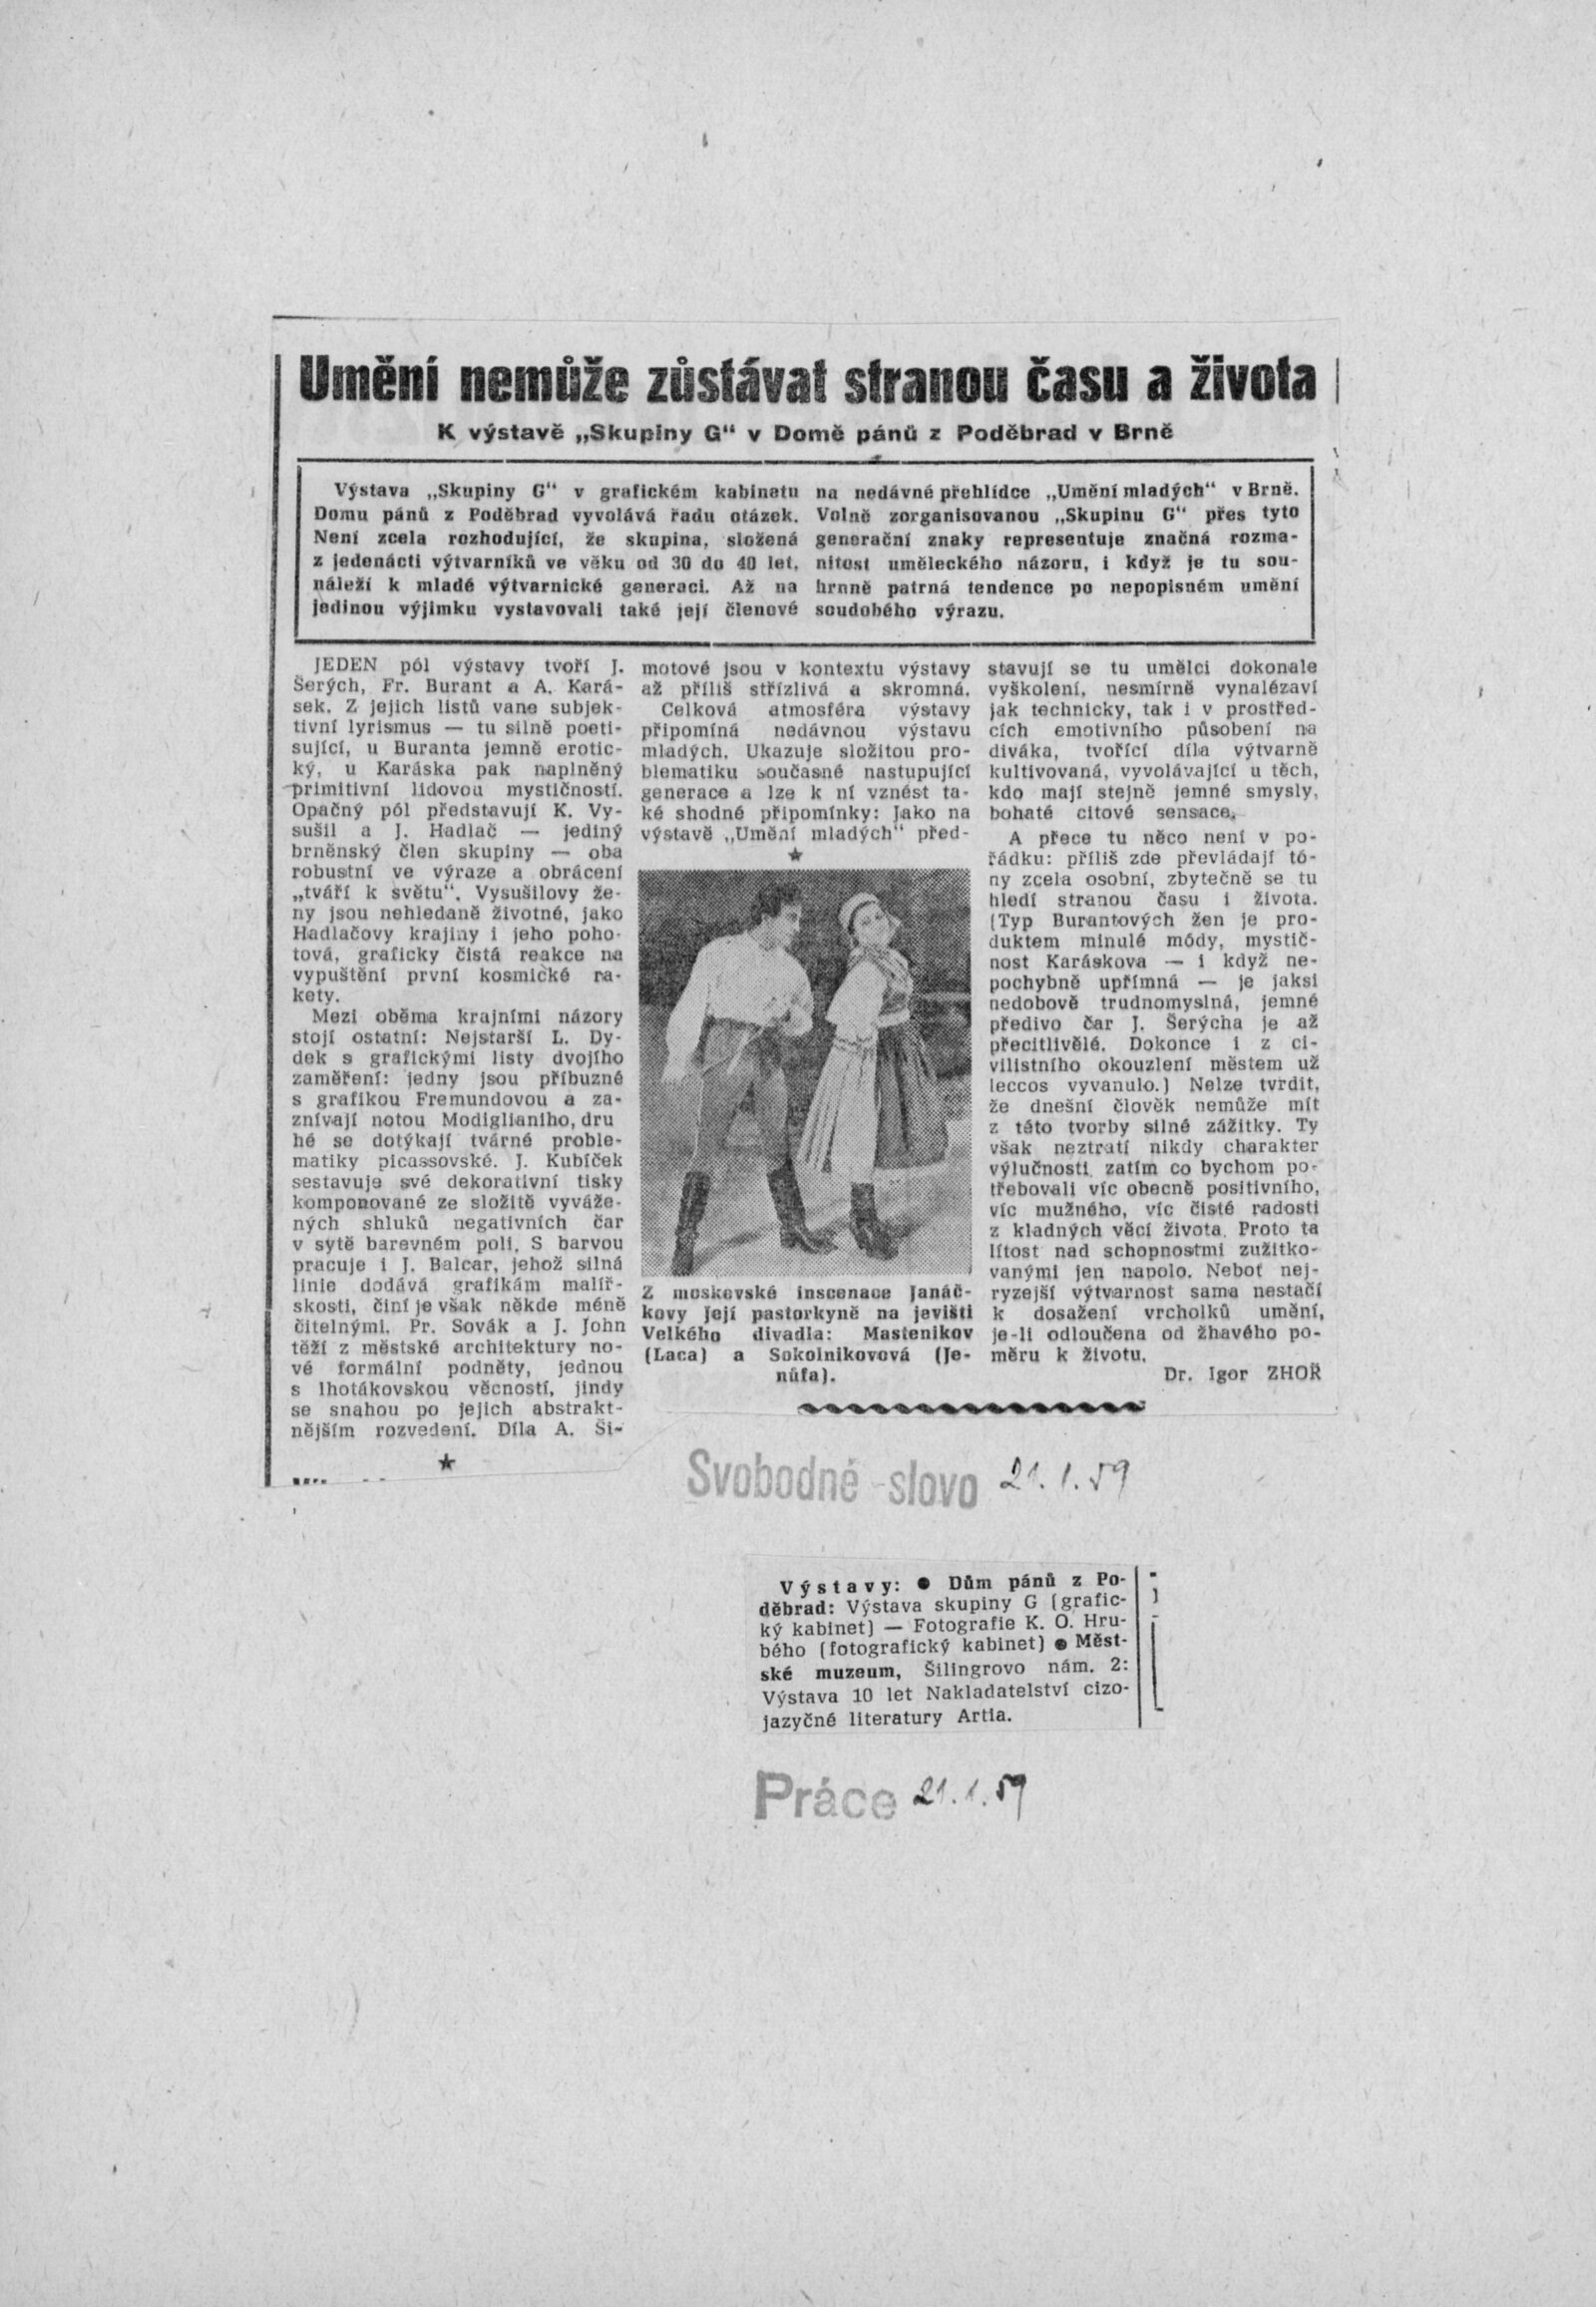 Umění nemůže zůstávat stranou času a života
K výstavě „Skupiny G“ v Domě pánů z Poděbrad v Brně
Výstava „Skupiny G“ v grafickém kabinetu
Domu pánů z Poděbrad vyvolává řadu otázek.
Není zcela rozhodující, že skupina, složená
z jedenácti výtvarníků ve věku od 30 do 40 let,
náleží k mladé výtvarnické generaci. Až na
jedinou výjimku vystavovali také její členové
na nedávné přehlídce „Umění mladých“ v Brně.
Volně zorganisovanou „Skupinu G“ přes tyto
generační znaky representuje značná rozma-
nitost uměleckého názoru, i když je tu sou-
hrnně patrná tendence po nepopisném umění
soudobého výrazu.
JEDEN pól výstavy tvoří J.
Šerých, Fr. Burant a A. Kará-
sek. Z jejich listů vane subjek-
tivní lyrismus — tu silně poeti-
sující, u Buranta jemně erotic-
ký, u Karáska pak naplněný
primitivní lidovou mystičností.
Opačný pól představují K. Vy-
sušil a J. Hadlač — jediný
brněnský člen skupiny — oba
robustní ve výraze a obrácení
„tváří k světu“. Vysušilovy že-
ny jsou nehledaně životné, jako
Hadlačovy krajiny i jeho poho-
tová, graficky čistá reakce na
vypuštění první kosmické ra-
kety.
Mezi oběma krajními názory
stojí ostatní: Nejstarší L. Dy-
dek s grafickými listy dvojího
zaměření: jedny jsou příbuzné
s grafikou Fremundovou a za-
znívají notou Modiglianiho, dru
hé se dotýkají tvárné proble-
matiky picassovské. J. Kubíček
sestavuje své dekorativní tisky
komponované ze složitě vyváže-
ných shluků negativních čar
v sytě barevném poli. S barvou
pracuje i J. Balcar, jehož silná
linie dodává grafikám malíř-
skosti, činí je však někde méně
čitelnými. Pr. Sovák a J. John
těží z městské architektury no-
vé formální podněty, jednou
s lhotákovskou věcností, jindy
se snahou po jejich abstrakt-
nějším rozvedení. Díla A. Ši-
★
motové jsou v kontextu výstavy
až příliš střízlivá a skromná.
Celková atmosféra výstavy
připomíná nedávnou výstavu
mladých. Ukazuje složitou pro-
blematiku současné nastupující
generace a lze k ní vznést ta-
ké shodné připomínky: Jako na
výstavě „Umění mladých“ před-
★
Z moskevské inscenace Janáč-
kovy Její pastorkyně na jevišti
Velkého divadla: Maslenikov
(Laca) a Sokolnikovová (Je-
nůfa).
stavují se tu umělci dokonale
vyškolení, nesmírně vynalézaví
jak technicky, tak i v prostřed-
cích emotivního působení na
diváka, tvořící díla výtvarně
kultivovaná, vyvolávající u těch,
kdo mají stejně jemné smysly,
bohaté citové sensace.
A přece tu něco není v po-
řádku: příliš zde převládají tó-
ny zcela osobní, zbytečně se tu
hledí stranou času i života.
(Typ Burantových žen je pro-
duktem minulé módy, mystič-
nost Karáskova — i když ne-
pochybně upřímná — je jaksi
nedobově trudnomyslná, jemné
předivo čar J. Šerýcha je až
přecitlivělé. Dokonce i z ci-
vilistního okouzlení městem už
leccos vyvanulo.) Nelze tvrdit,
že dnešní člověk nemůže mít
z této tvorby silné zážitky. Ty
však neztratí nikdy charakter
výlučnosti, zatím co bychom po-
třebovali víc obecně positivního,
víc mužného, víc čisté radosti
z kladných věcí života. Proto ta
lítost nad schopnostmi zužitko-
vanými jen napolo. Neboť nej-
ryzejší výtvarnost sama nestačí
k dosažení vrcholků umění,
je-li odloučena od žhavého po-
měru k životu.
Dr. Igor ZHOŘ
Svobodné slovo 21. 1. 59
Výstavy: ● Dům pánů z Po-
děbrad: Výstava skupiny G (grafic-
ký kabinet) — Fotografie K. O. Hru-
bého (fotografický kabinet) ● Měst-
ské muzeum, Šilingrovo nám. 2:
Výstava 10 let Nakladatelství cizo-
jazyčné literatury Artia.
Práce 21. 1. 59